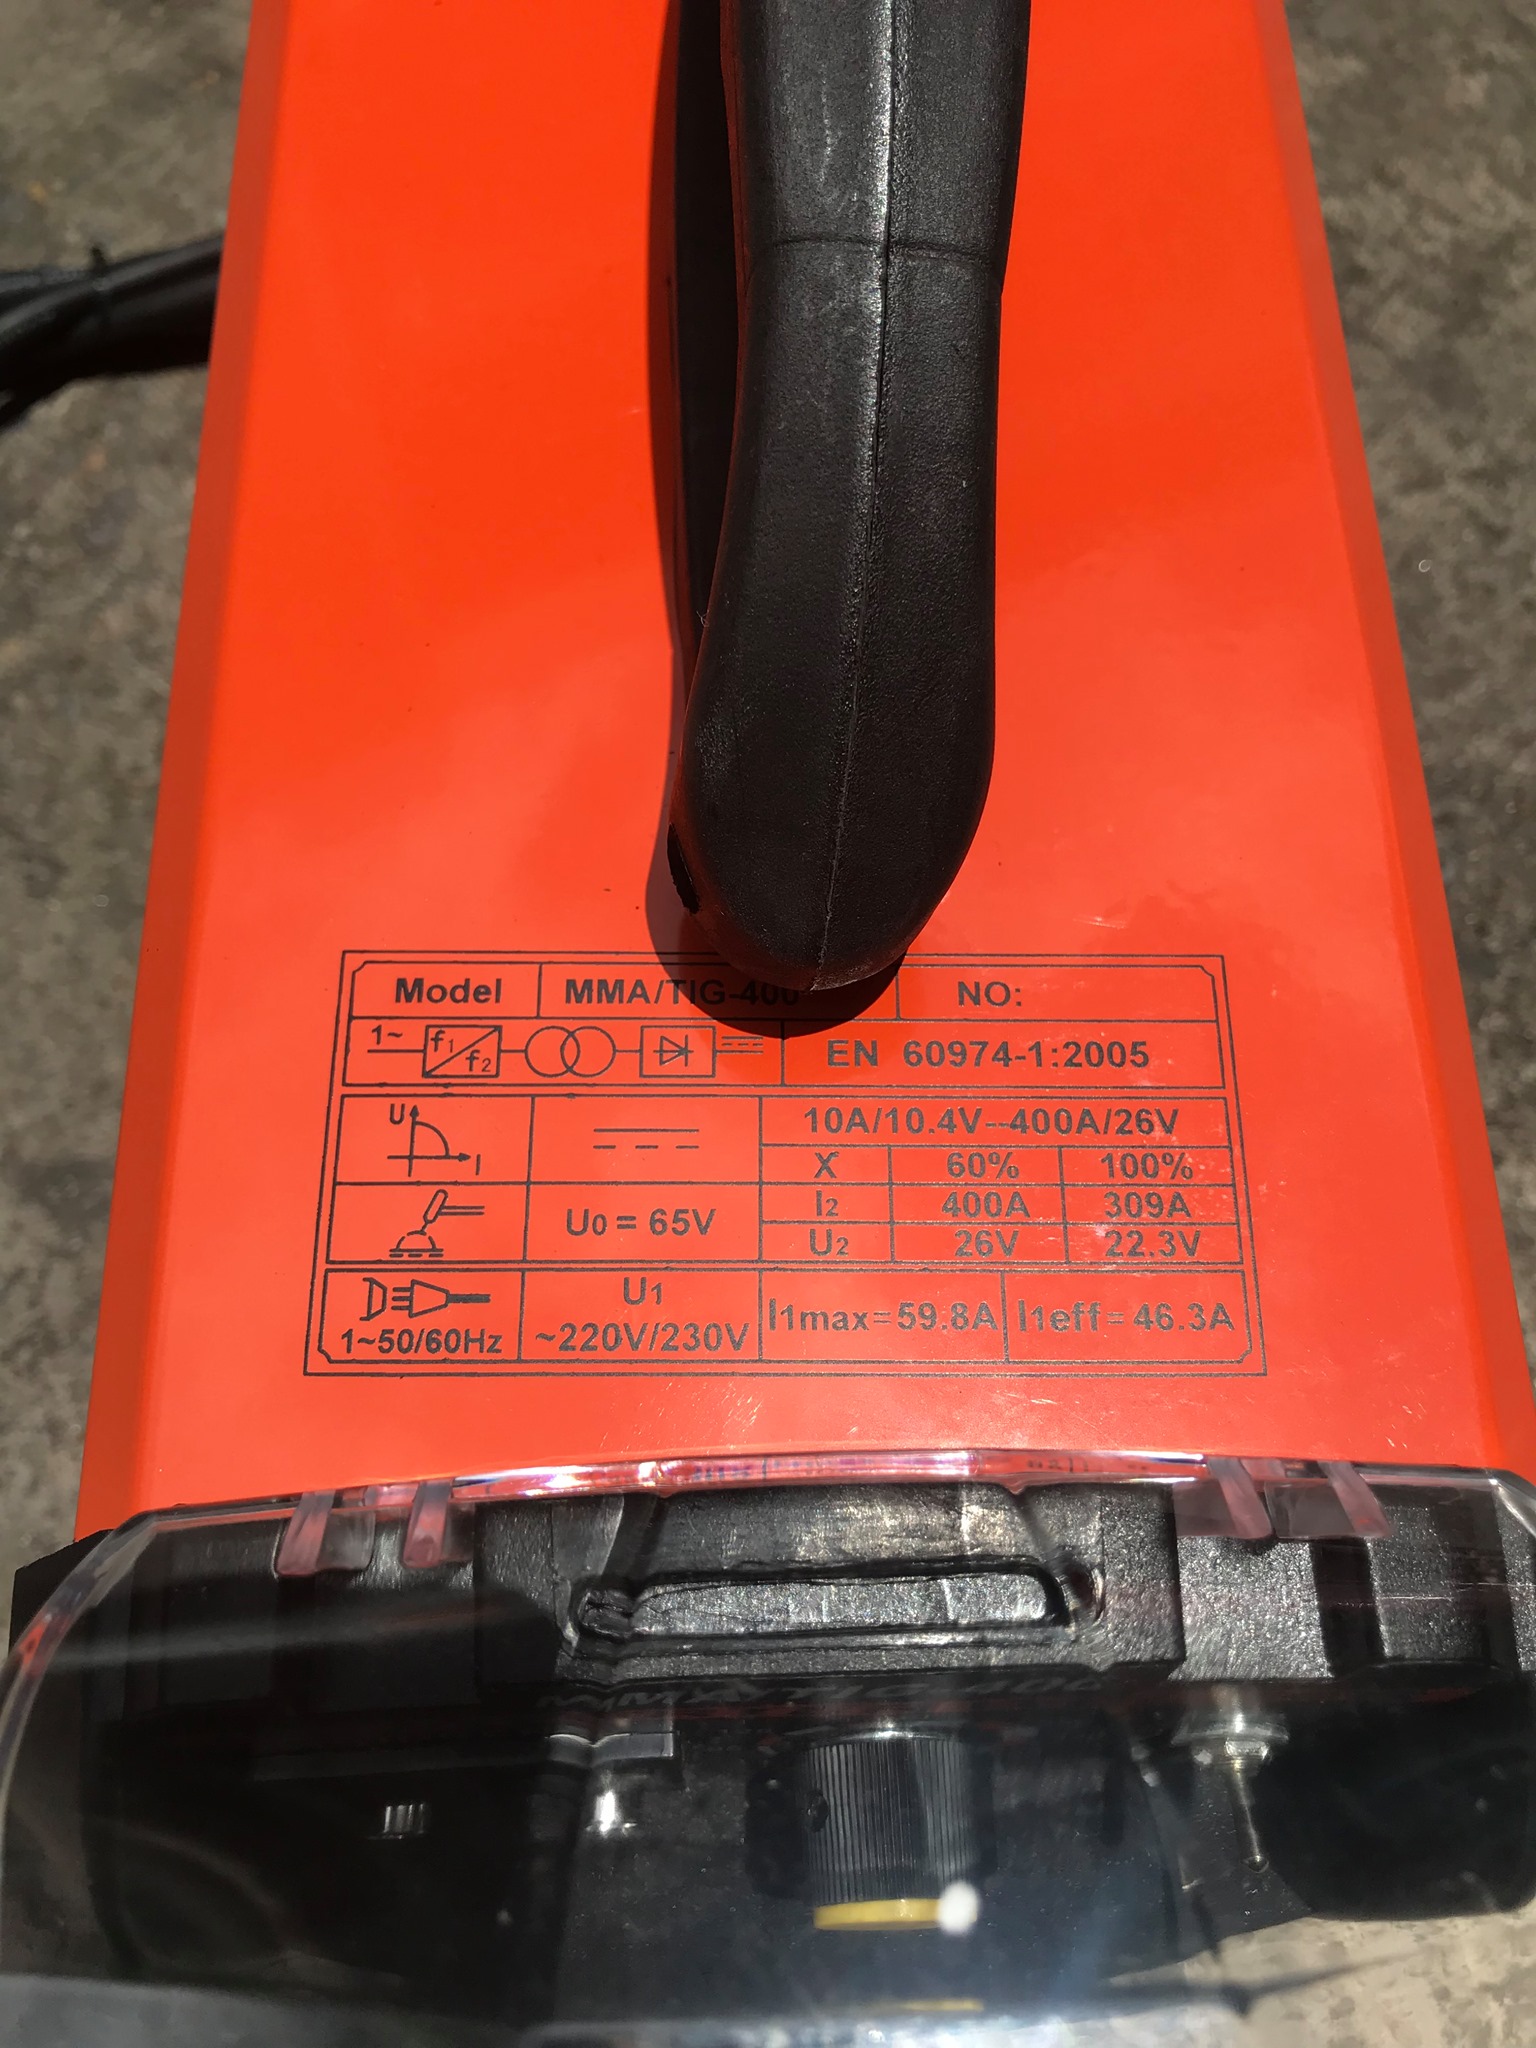 Model MMA/TIG-400 NO:
1~ f1 f2 EN 60974-1:2005
U I 10A/10.4V--400A/26V
X 60% 100%
U0 = 65V I2 400A 309A
U2 26V 22.3V
1~50/60Hz U1 ~220V/230V I1max=59.8A I1eff=46.3A